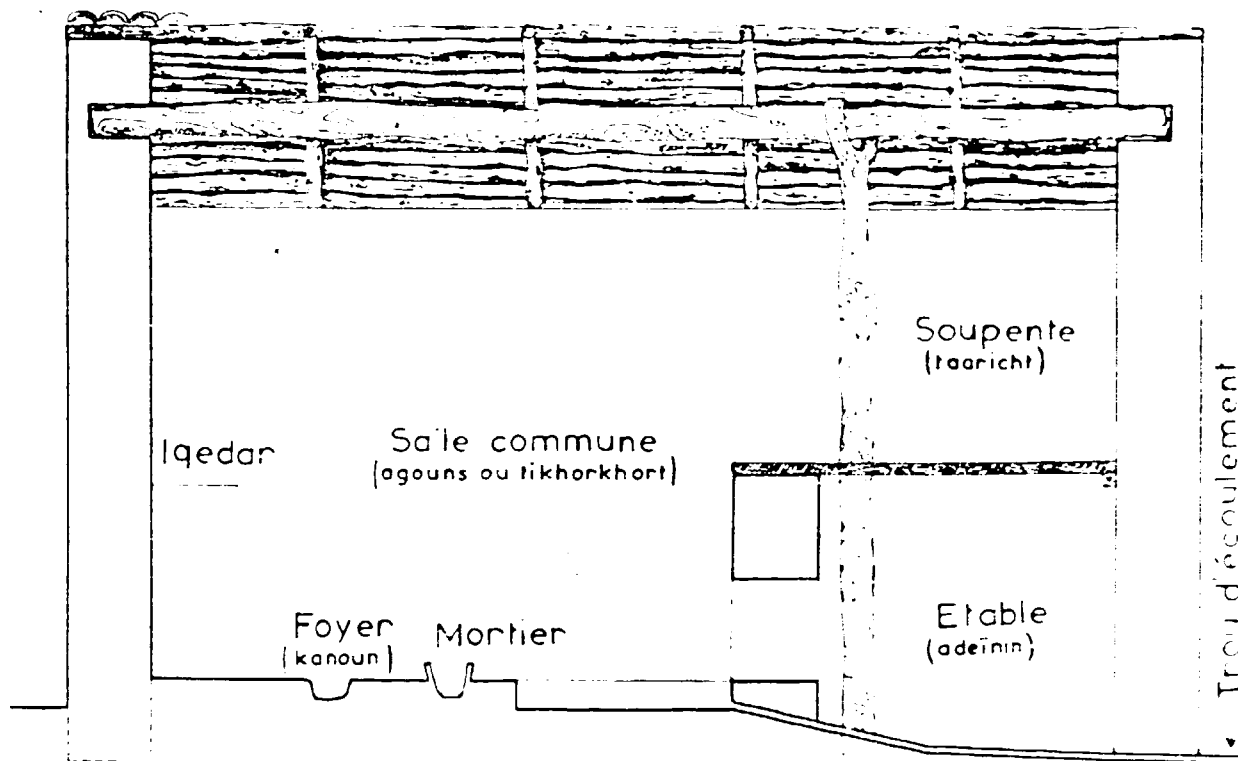 Soupente
(taaricht)
Iqedar
Salle commune
(agouns ou tikhorkhort)
Foyer
(kanoun)
Mortier
Etable
(adeïnin)
Trou d'écoulement